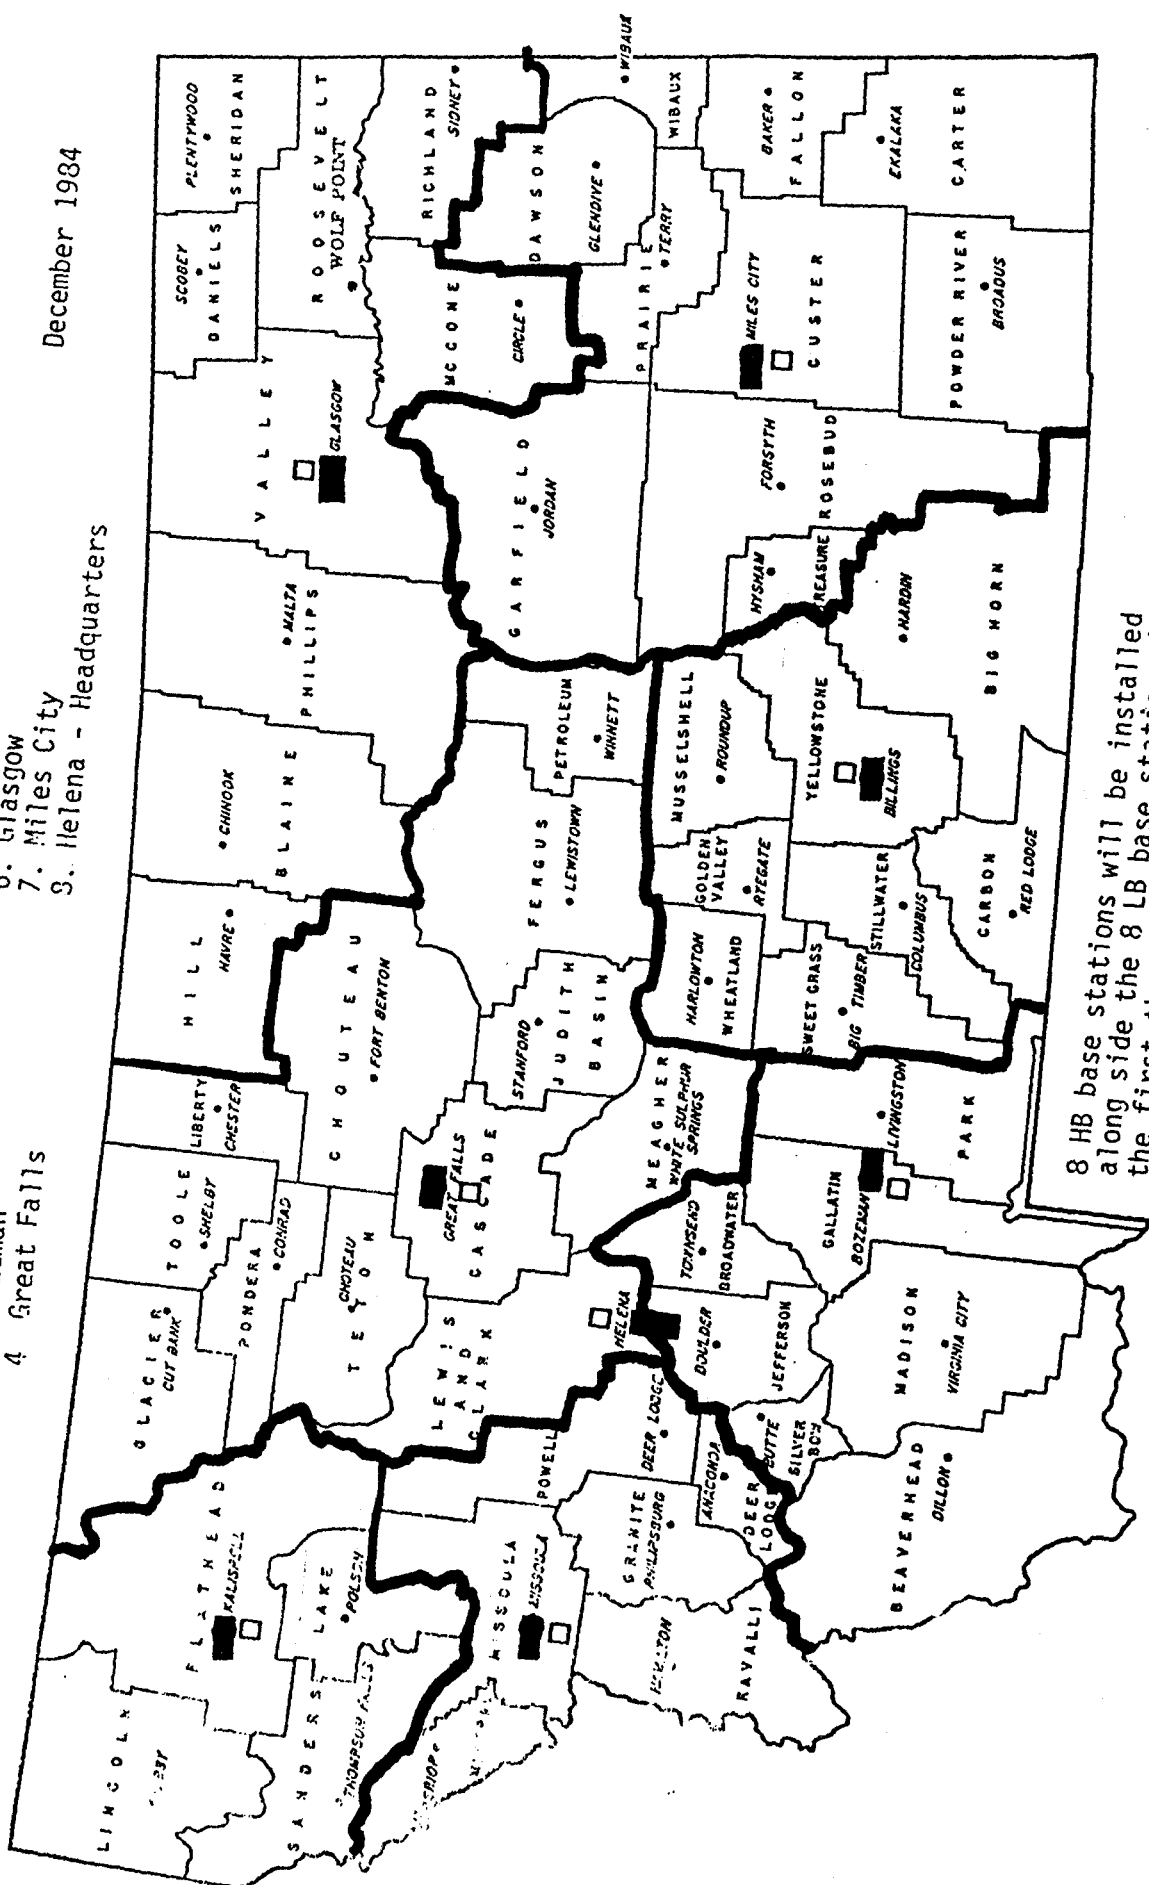 4 Great Falls
6. Glasgow
7. Miles City
8. Helena - Headquarters
December 1984
LINCOLN
FLATHEAD
KALISPELL
SANDERS
LAKE
POLSON
THOMPSON FALLS
MISSOULA
MISSOULA
RAVALLI
GRANITE
PHILIPSBURG
POWELL
DEER LODGE
ANACONDA
DEER
LODGE
BUTTE
SILVER
BOW
BEAVERHEAD
DILLON
MADISON
VIRGINIA CITY
JEFFERSON
BOULDER
HELENA
LEWIS
AND
CLARK
GLACIER
CUT BANK
PONDERA
CONRAD
TOOLE
SHELBY
TETON
CHOTEAU
LIBERTY
CHESTER
GREAT FALLS
CASCADE
CHOUTEAU
FORT BENTON
HILL
HAVRE
BLAINE
CHINOOK
PHILLIPS
MALTA
VALLEY
GLASGOW
DANIELS
SCOBEY
SHERIDAN
PLENTYWOOD
ROOSEVELT
WOLF POINT
RICHLAND
SIDNEY
MCCONE
CIRCLE
DAWSON
GLENDIVE
WIBAUX
WIBAUX
PRAIRIE
TERRY
GARFIELD
JORDAN
PETROLEUM
WINNETT
FERGUS
LEWISTOWN
JUDITH
BASIN
STANFORD
MEAGHER
WHITE SULPHUR
SPRINGS
TOWNSEND
BROADWATER
GALLATIN
BOZEMAN
PARK
LIVINGSTON
SWEET GRASS
BIG TIMBER
HARLOWTON
WHEATLAND
GOLDEN
VALLEY
RYEGATE
MUSSELSHELL
ROUNDUP
STILLWATER
COLUMBUS
CARBON
RED LODGE
YELLOWSTONE
BILLINGS
BIG HORN
HARDIN
TREASURE
HYSHAM
ROSEBUD
FORSYTH
CUSTER
MILES CITY
POWDER RIVER
BROADUS
FALLON
BAKER
CARTER
EKALAKA
8 HB base stations will be installed
along side the 8 LB base stations in